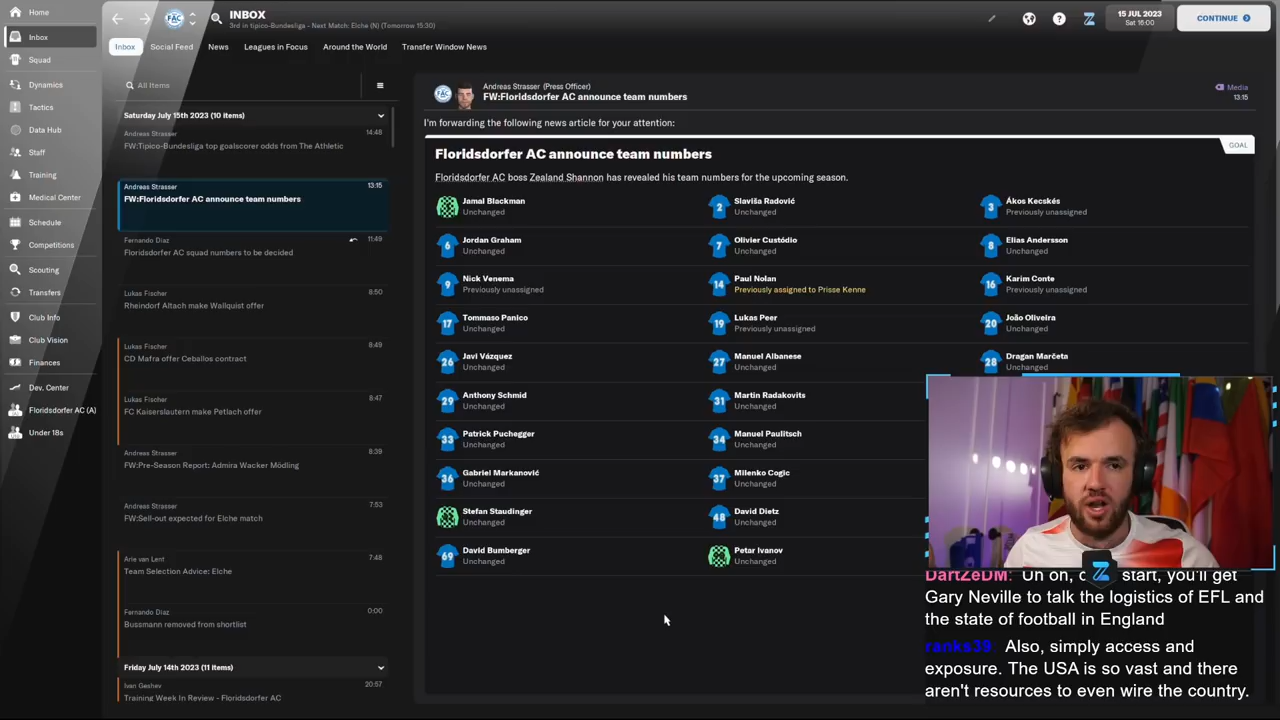 Home
Inbox
Squad
Dynamics
Tactics
Data Hub
Staff
Training
Medical Center
Schedule
Competitions
Scouting
Transfers
Club Info
Club Vision
Finances
Dev. Center
Floridsdorfer AC (A)
Under 18s
FAC
INBOX
3rd in tipico-Bundesliga - Next Match: Elche (N) (Tomorrow 15:30)
15 JUL 2023
Sat 16:00
CONTINUE
Inbox
Social Feed
News
Leagues in Focus
Around the World
Transfer Window News
All Items
Saturday July 15th 2023 (10 items)
Andreas Strasser 14:48
FW:Tipico-Bundesliga top goalscorer odds from The Athletic
Andreas Strasser 13:15
FW:Floridsdorfer AC announce team numbers
Fernando Díaz 11:49
Floridsdorfer AC squad numbers to be decided
Lukas Fischer 8:50
Rheindorf Altach make Wallquist offer
Lukas Fischer 8:49
CD Mafra offer Ceballos contract
Lukas Fischer 8:47
FC Kaiserslautern make Petlach offer
Andreas Strasser 8:39
FW:Pre-Season Report: Admira Wacker Mödling
Andreas Strasser 7:53
FW:Sell-out expected for Elche match
Arie van Lent 7:48
Team Selection Advice: Elche
Fernando Díaz 0:00
Bussmann removed from shortlist
Friday July 14th 2023 (11 items)
Ivan Geshev 20:57
Training Week In Review - Floridsdorfer AC
Andreas Strasser (Press Officer)
FW:Floridsdorfer AC announce team numbers
Media
13:15
I'm forwarding the following news article for your attention:
GOAL
Floridsdorfer AC announce team numbers
Floridsdorfer AC boss Zealand Shannon has revealed his team numbers for the upcoming season.
Jamal Blackman
Unchanged
2 Slaviša Radović
Unchanged
3 Ákos Kecskés
Previously unassigned
6 Jordan Graham
Unchanged
7 Olivier Custódio
Unchanged
8 Elias Andersson
Unchanged
9 Nick Venema
Previously unassigned
14 Paul Nolan
Previously assigned to Prisse Kenne
16 Karim Conte
Previously unassigned
17 Tommaso Panico
Unchanged
19 Lukas Peer
Previously unassigned
20 João Oliveira
Unchanged
26 Javi Vázquez
Unchanged
27 Manuel Albanese
Unchanged
28 Dragan Marčeta
Unchanged
29 Anthony Schmid
Unchanged
31 Martin Radakovits
Unchanged
33 Patrick Puchegger
Unchanged
34 Manuel Paulitsch
Unchanged
36 Gabriel Markanović
Unchanged
37 Milenko Cogic
Unchanged
Stefan Staudinger
Unchanged
48 David Dietz
Unchanged
69 David Bumberger
Unchanged
Petar Ivanov
Unchanged
DartZeDM: Uh oh, start, you'll get
Gary Neville to talk the logistics of EFL and
the state of football in England
ranks39: Also, simply access and
exposure. The USA is so vast and there
aren't resources to even wire the country.